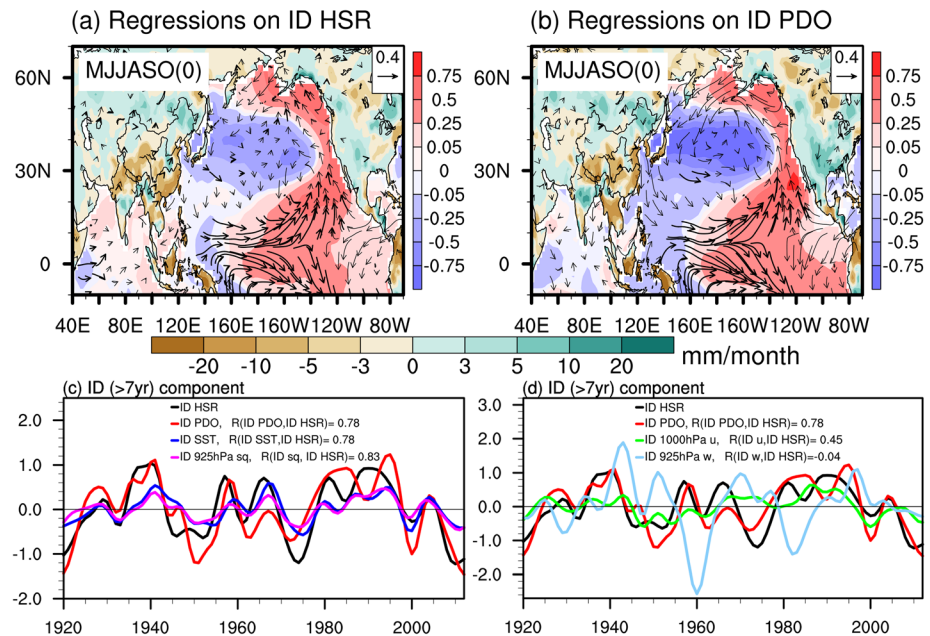 (a) Regressions on ID HSR
MJJASO(0)
0.4
60N
30N
0
40E 80E 120E 160E 160W 120W 80W
0.75
0.5
0.25
0.05
0
-0.05
-0.25
-0.5
-0.75
(b) Regressions on ID PDO
MJJASO(0)
0.4
60N
30N
0
40E 80E 120E 160E 160W 120W 80W
0.75
0.5
0.25
0.05
0
-0.05
-0.25
-0.5
-0.75
-20 -10 -5 -3 0 3 5 10 20 mm/month
(c) ID (>7yr) component
ID HSR
ID PDO, R(ID PDO,ID HSR)= 0.78
ID SST, R(ID SST,ID HSR)= 0.78
ID 925hPa sq, R(ID sq, ID HSR)= 0.83
2.0
1.0
0.0
-1.0
-2.0
1920 1940 1960 1980 2000
(d) ID (>7yr) component
ID HSR
ID PDO, R(ID PDO,ID HSR)= 0.78
ID 1000hPa u, R(ID u,ID HSR)= 0.45
ID 925hPa w, R(ID w,ID HSR)=-0.04
3.0
2.0
1.0
0.0
-1.0
-2.0
1920 1940 1960 1980 2000